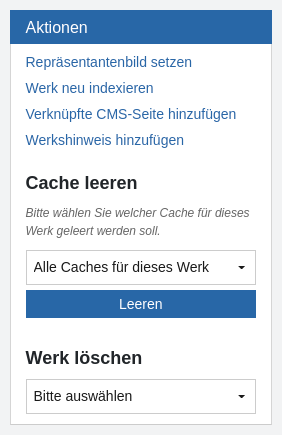 Aktionen
Repräsentantenbild setzen
Werk neu indexieren
Verknüpfte CMS-Seite hinzufügen
Werkshinweis hinzufügen
Cache leeren
Bitte wählen Sie welcher Cache für dieses
Werk geleert werden soll.
Alle Caches für dieses Werk
Leeren
Werk löschen
Bitte auswählen